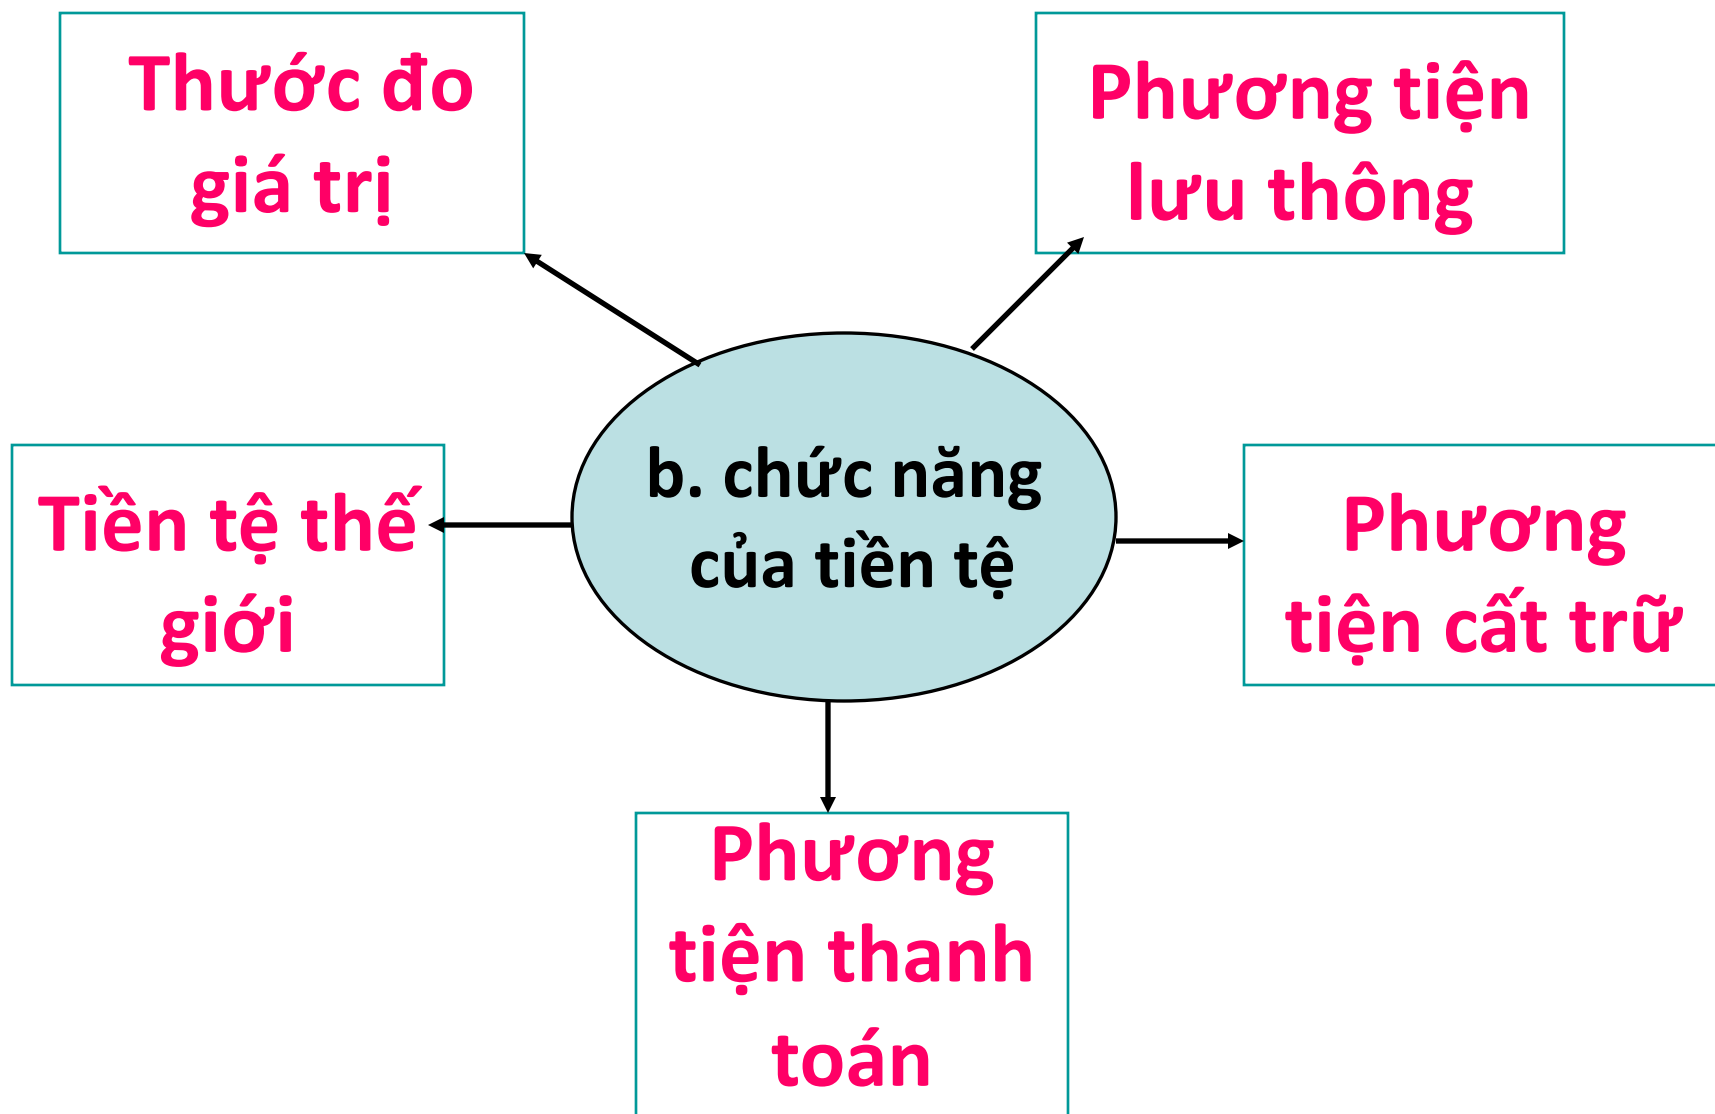 Thước đo
giá trị
Phương tiện
lưu thông
b. chức năng
của tiền tệ
Tiền tệ thế
giới
Phương
tiện cất trữ
Phương
tiện thanh
toán